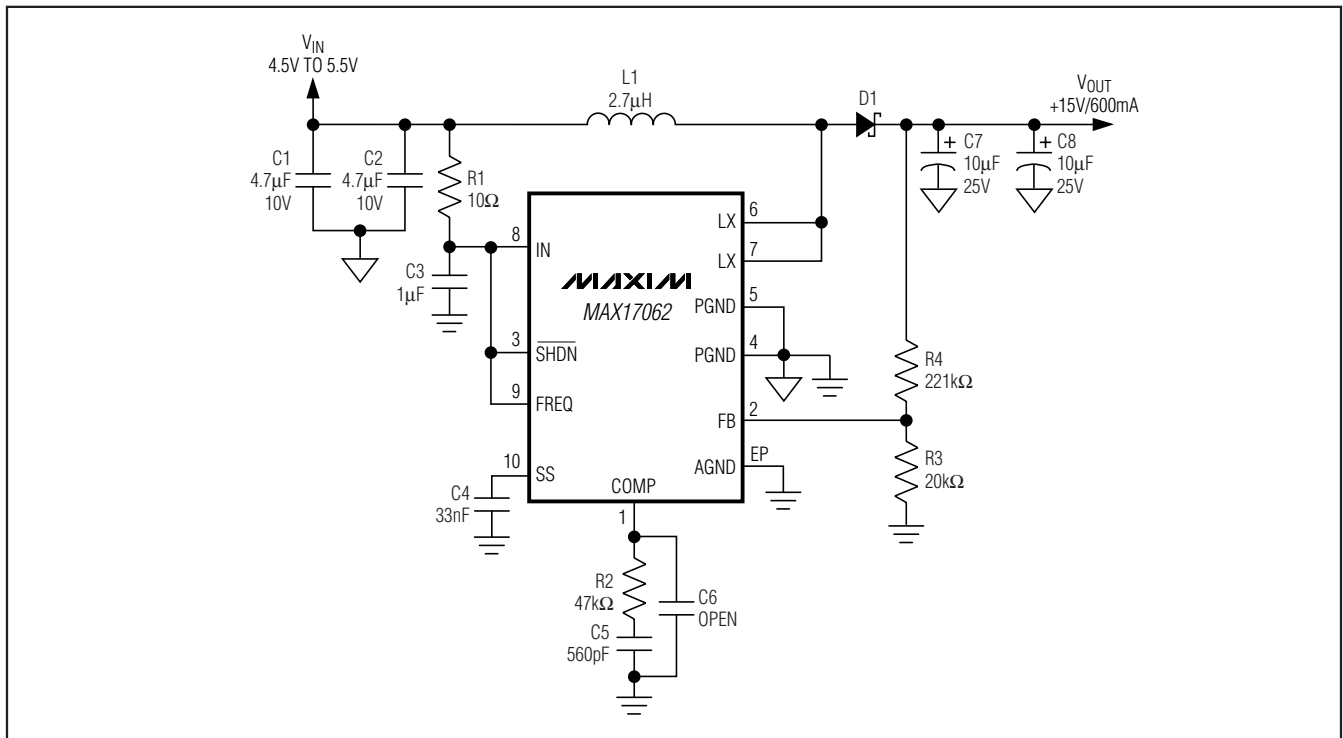 VIN
4.5V TO 5.5V
L1
2.7µH
D1
VOUT
+15V/600mA
C1
4.7µF
10V
C2
4.7µF
10V
R1
10Ω
+ C7
10µF
25V
+ C8
10µF
25V
C3
1µF
8
IN
3
SHDN
9
FREQ
10
SS
C4
33nF
MAXIM
MAX17062
LX
6
LX
7
PGND
5
PGND
4
FB
2
AGND
EP
COMP
1
R4
221kΩ
R3
20kΩ
R2
47kΩ
C5
560pF
C6
OPEN